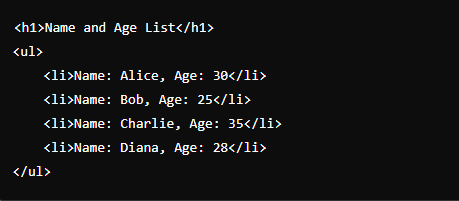 <h1>Name and Age List</h1>
<ul>
    <li>Name: Alice, Age: 30</li>
    <li>Name: Bob, Age: 25</li>
    <li>Name: Charlie, Age: 35</li>
    <li>Name: Diana, Age: 28</li>
</ul>